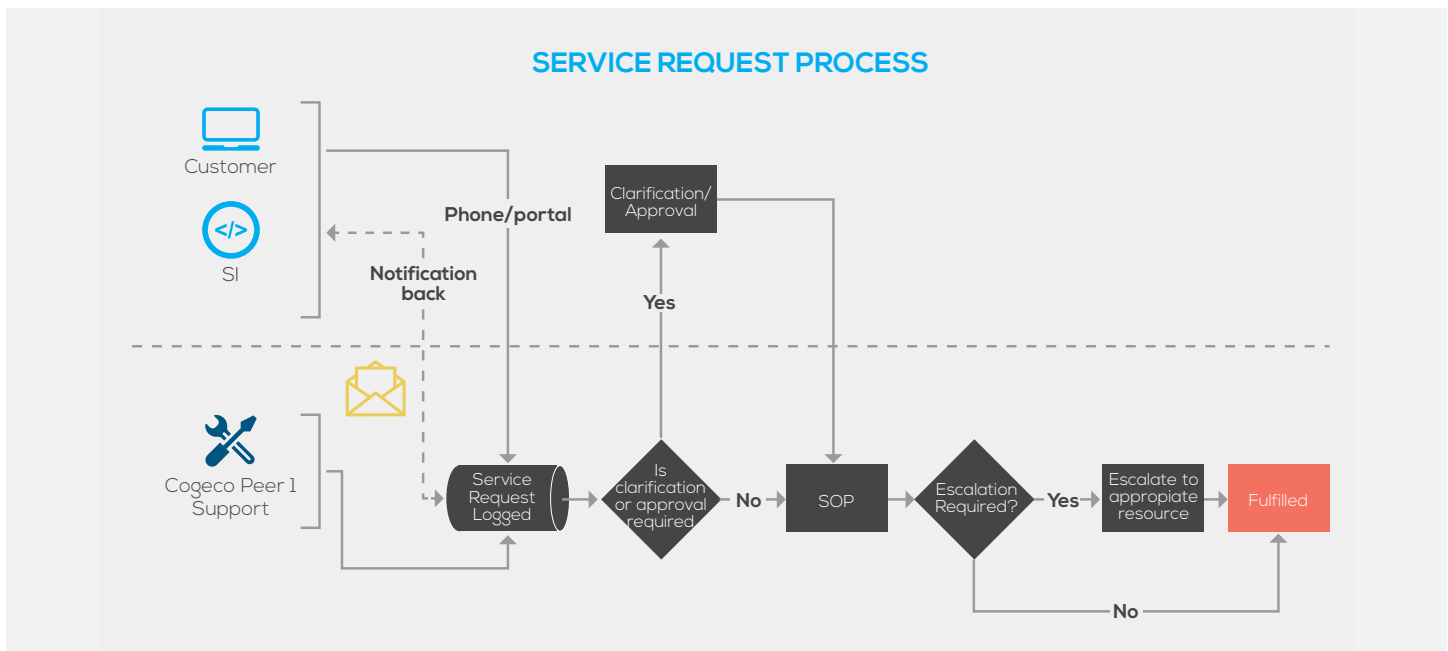 SERVICE REQUEST PROCESS
Customer
</>
SI
Phone/portal
Notification
back
Clarification/
Approval
Yes
Cogeco Peer 1
Support
Service
Request
Logged
Is
clarification
or approval
required
No
SOP
Escalation
Required?
Yes
Escalate to
appropiate
resource
Fulfilled
No